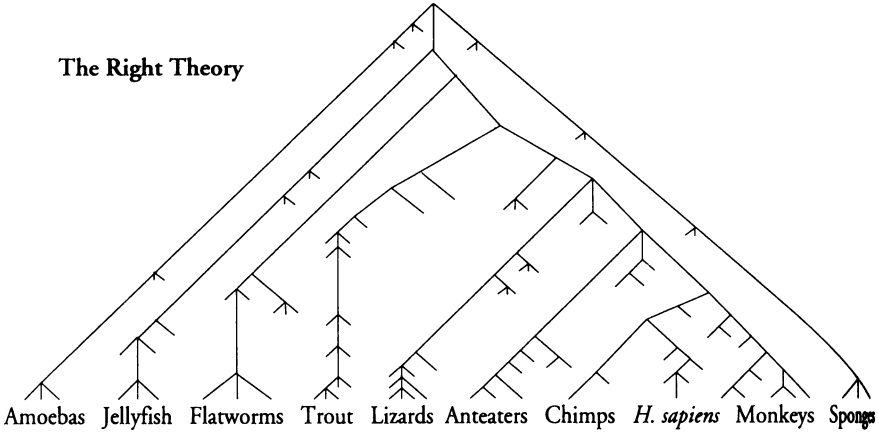 The Right Theory
Amoebas Jellyfish Flatworms Trout Lizards Anteaters Chimps H. sapiens Monkeys Sponges